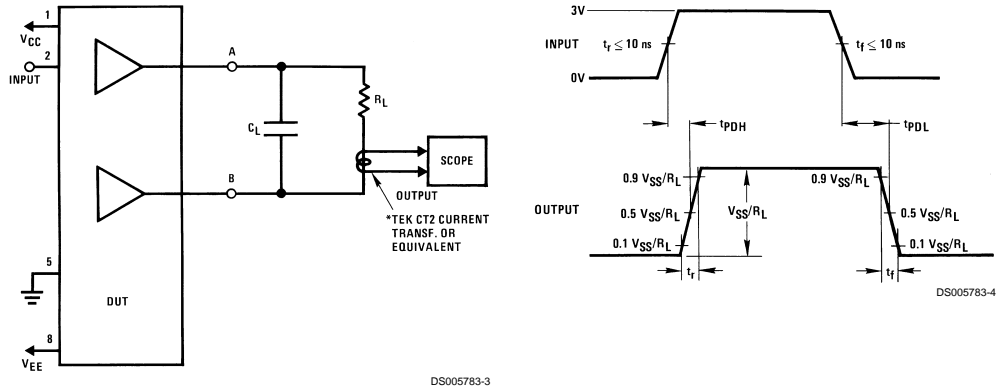 1
VCC
2
INPUT
A
RL
CL
SCOPE
B
OUTPUT
*TEK CT2 CURRENT
TRANSF. OR
EQUIVALENT
5
DUT
8
VEE
DS005783-3
3V
INPUT
tr ≤ 10 ns
tf ≤ 10 ns
0V
tPDH
tPDL
0.9 VSS/RL
0.9 VSS/RL
OUTPUT
0.5 VSS/RL
VSS/RL
0.5 VSS/RL
0.1 VSS/RL
0.1 VSS/RL
tr
tf
DS005783-4